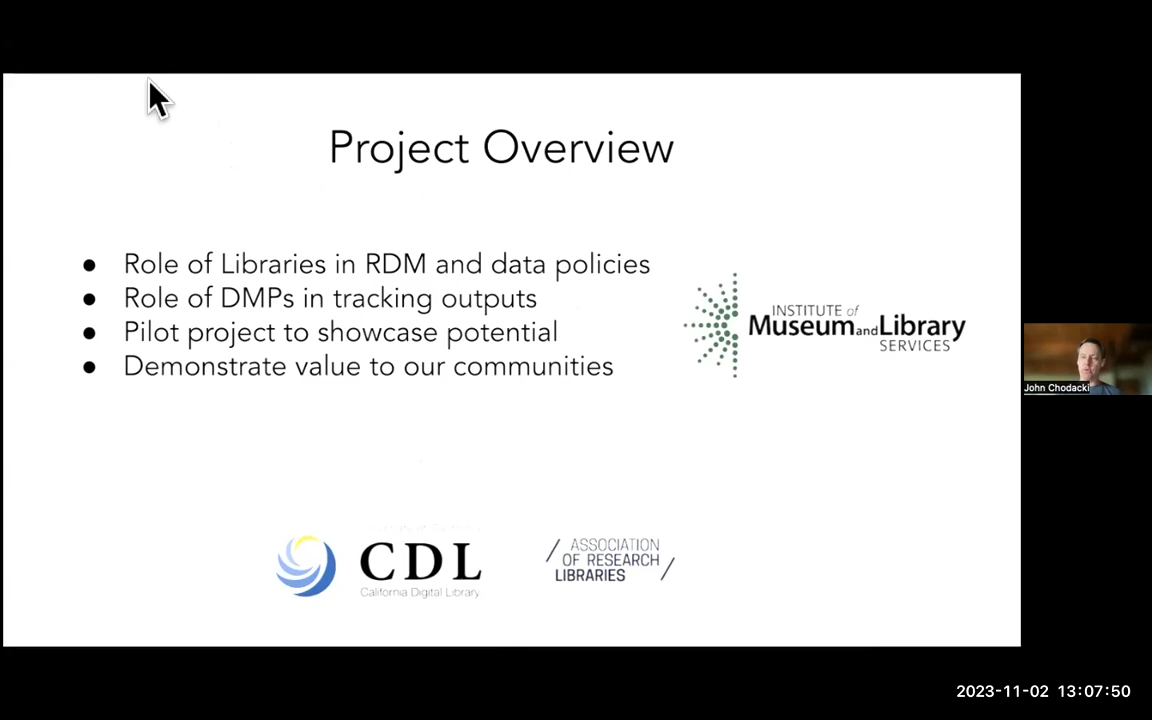 Project Overview
● Role of Libraries in RDM and data policies
● Role of DMPs in tracking outputs
● Pilot project to showcase potential
● Demonstrate value to our communities
INSTITUTE of
Museum and Library
SERVICES
John Chodacki
CDL
California Digital Library
ASSOCIATION
OF RESEARCH
LIBRARIES
2023-11-02 13:07:50